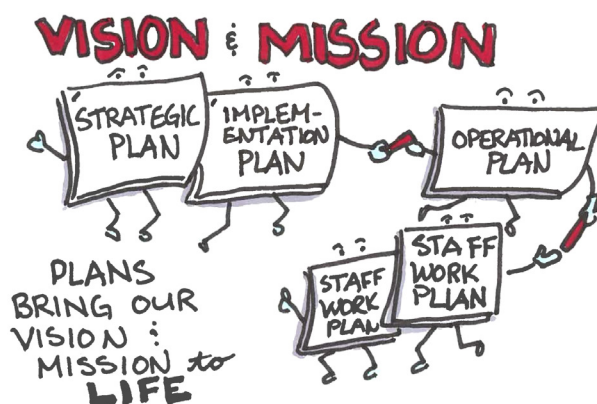 VISION & MISSION
STRATEGIC
PLAN
IMPLEM-
ENTATION
PLAN
OPERATIONAL
PLAN
STAFF
WORK
PLAN
STAFF
WORK
PLIAN
PLANS
BRING OUR
VISION &
MISSION to
LIFE